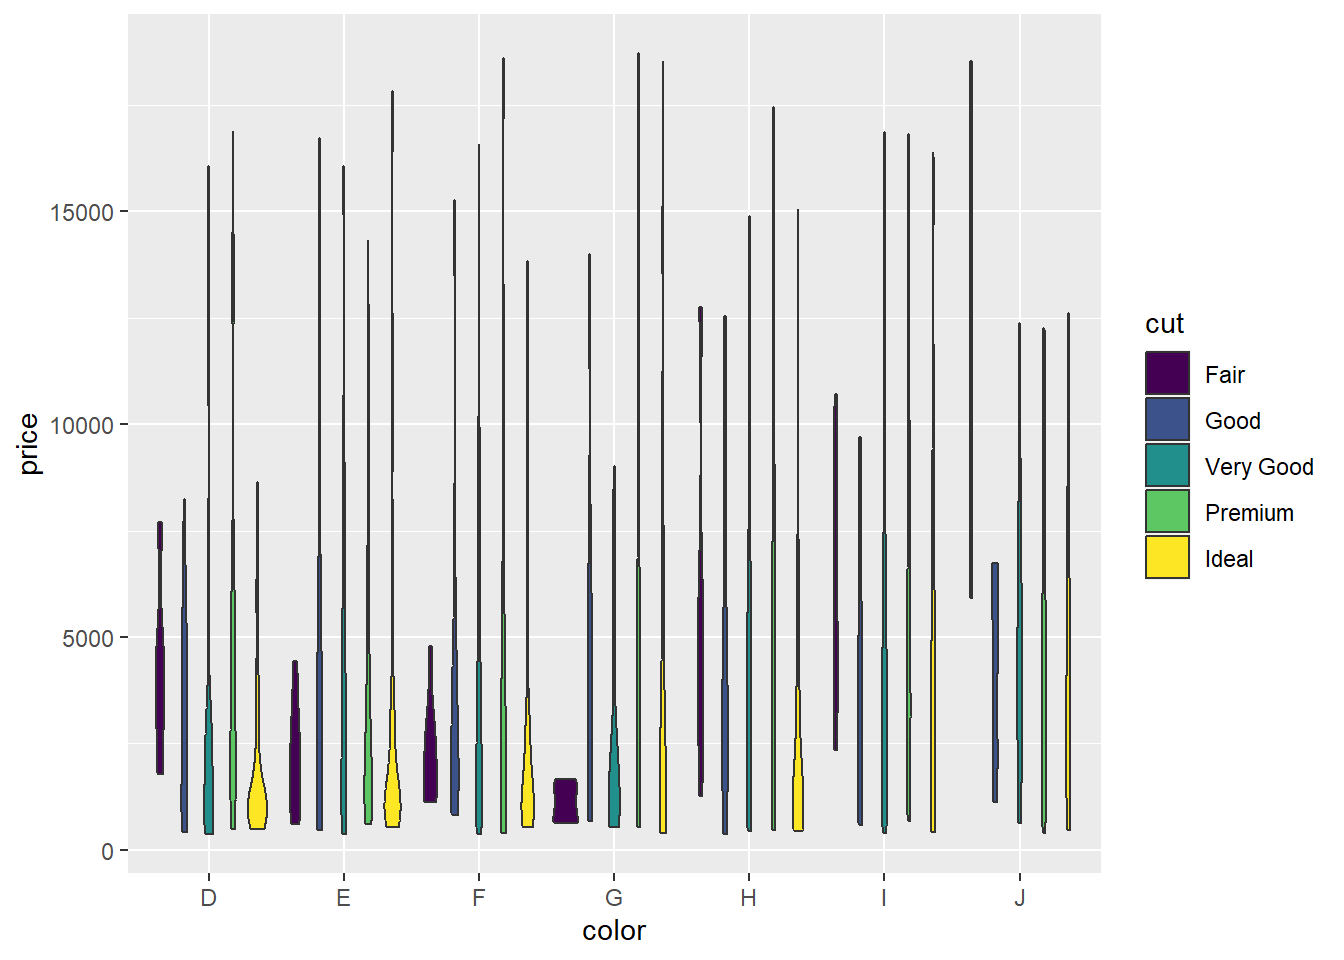 15000
10000
5000
0
price
D E F G H I J
color
cut
Fair
Good
Very Good
Premium
Ideal